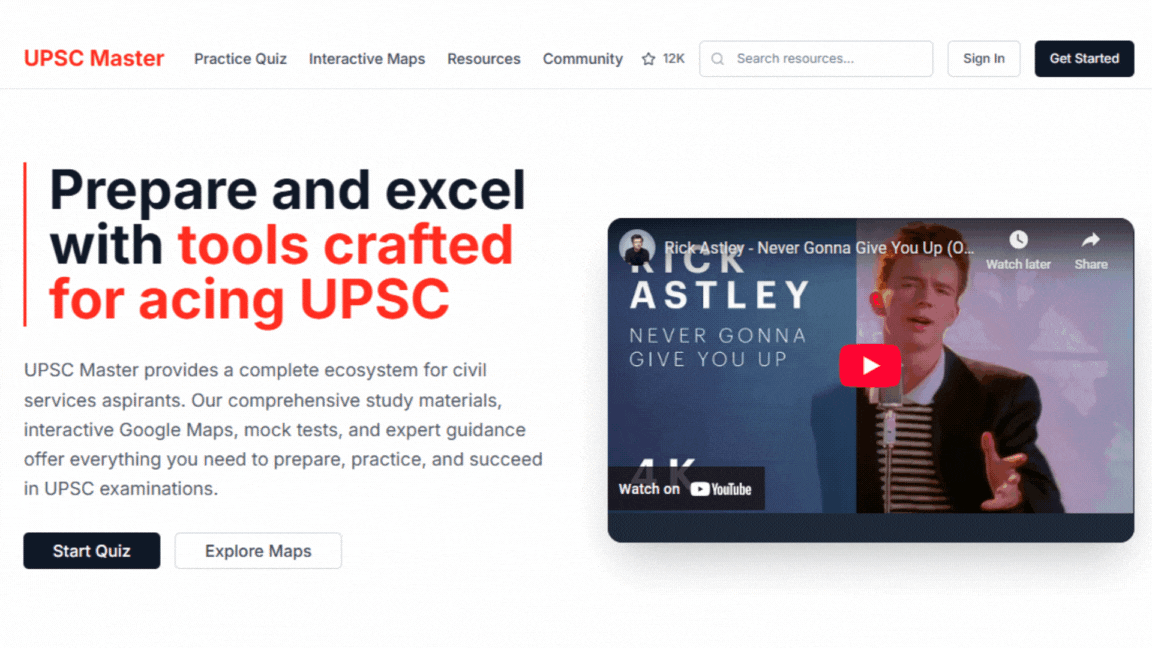 UPSC Master Practice Quiz Interactive Maps Resources Community 12K Search resources... Sign In Get Started
Prepare and excel
with tools crafted
for acing UPSC
UPSC Master provides a complete ecosystem for civil
services aspirants. Our comprehensive study materials,
interactive Google Maps, mock tests, and expert guidance
offer everything you need to prepare, practice, and succeed
in UPSC examinations.
Start Quiz Explore Maps
Rick Astley - Never Gonna Give You Up (O...
Watch later Share
RICK
ASTLEY
NEVER GONNA
GIVE YOU UP
4K
Watch on YouTube